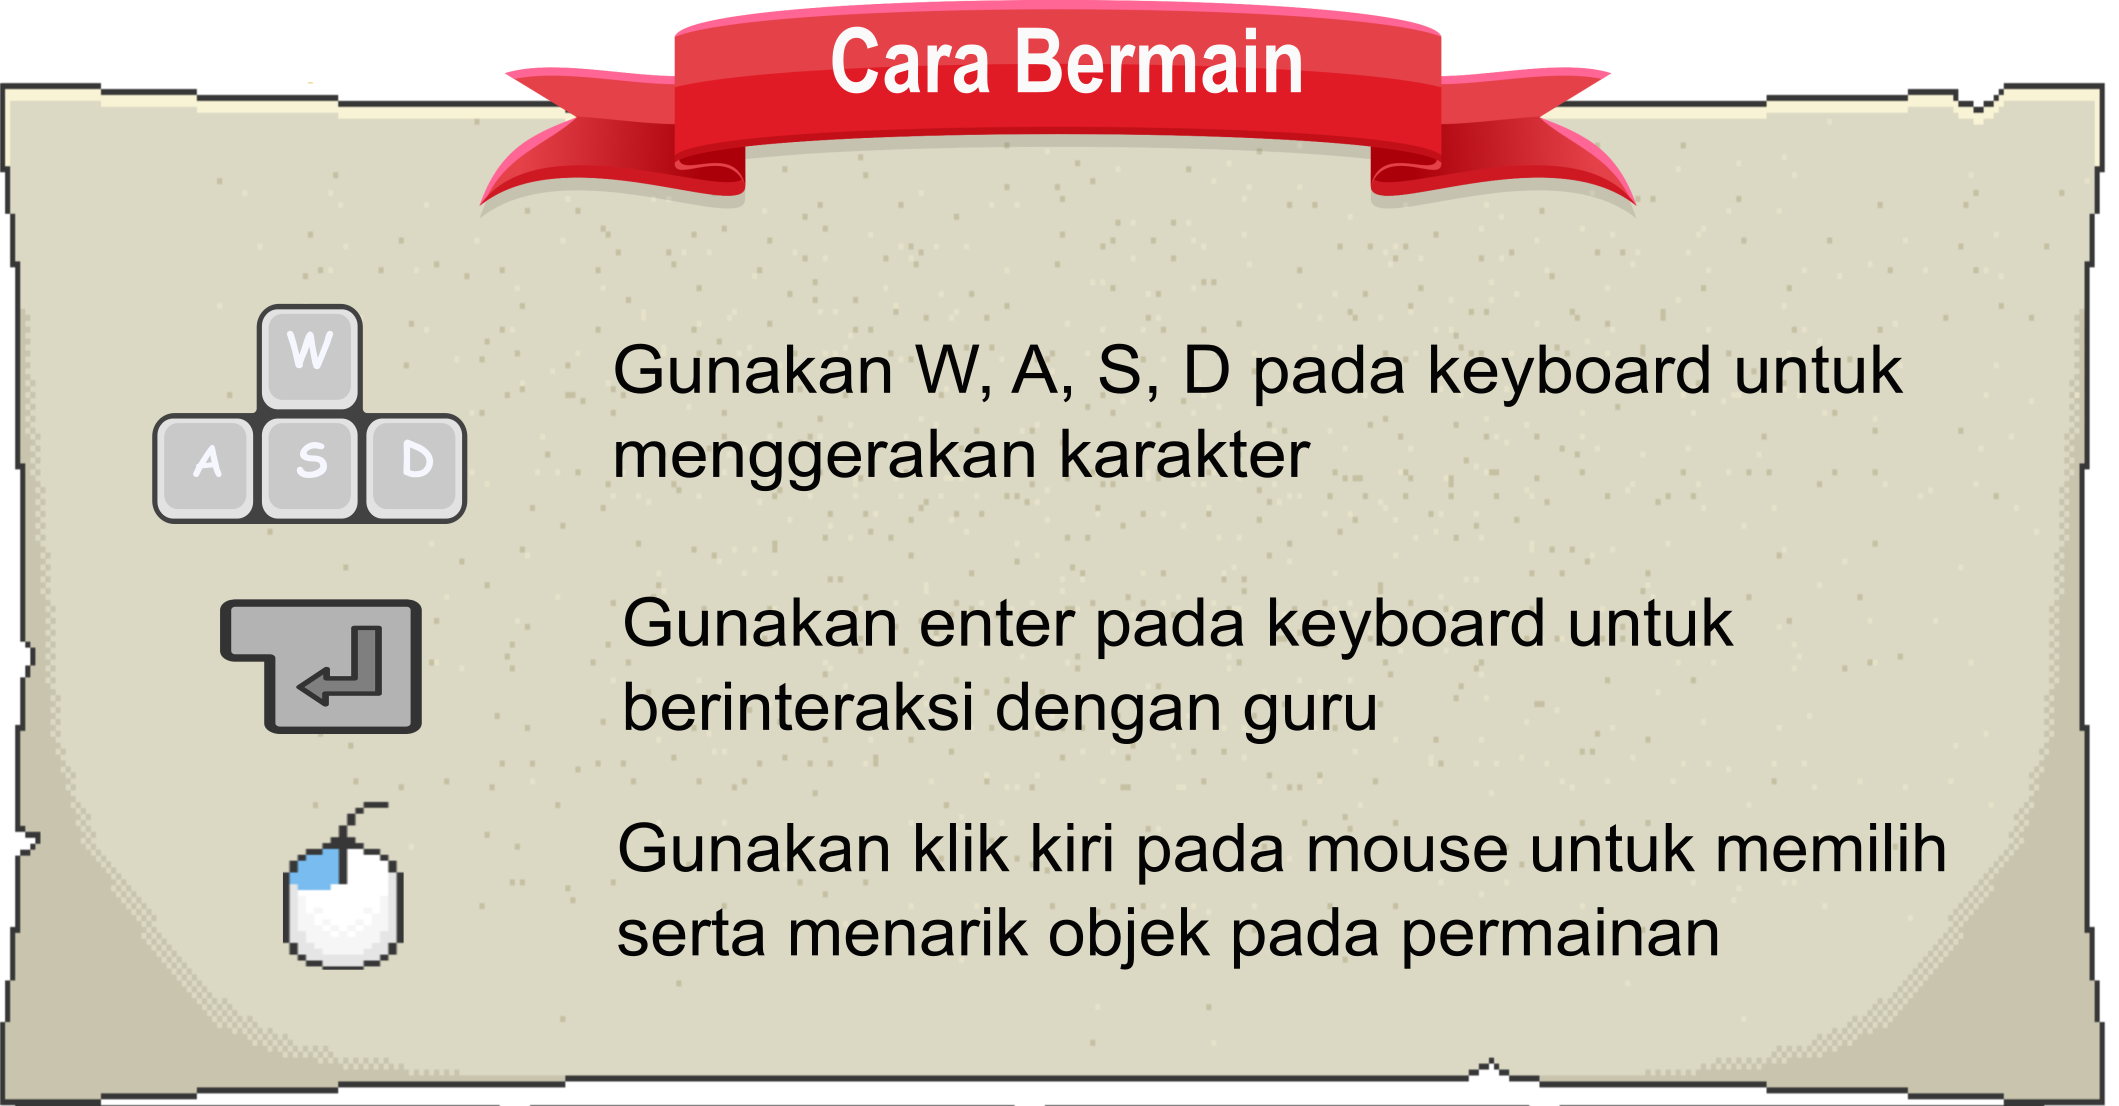 Cara Bermain
W
A S D
Gunakan W, A, S, D pada keyboard untuk
menggerakan karakter
Gunakan enter pada keyboard untuk
berinteraksi dengan guru
Gunakan klik kiri pada mouse untuk memilih
serta menarik objek pada permainan